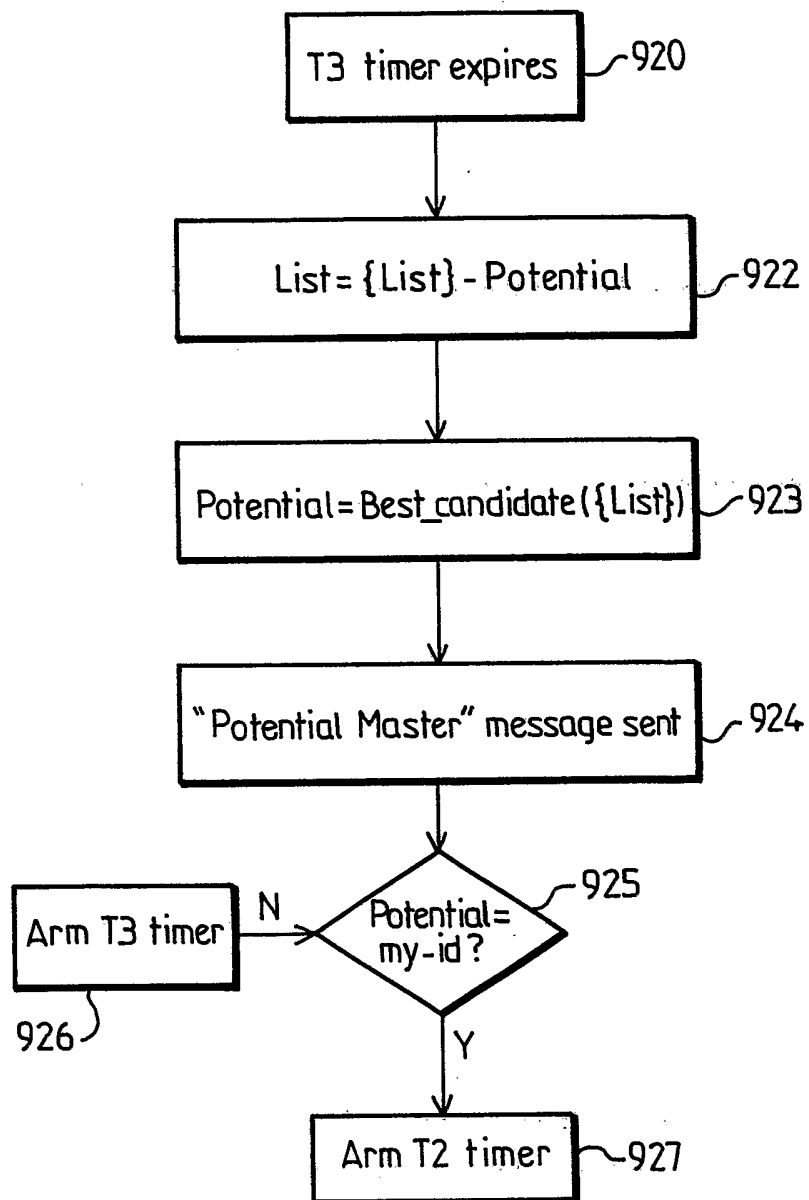 T3 timer expires
920
List = {List} - Potential
922
Potential = Best_candidate ({List})
923
"Potential Master" message sent
924
925
Potential =
my-id ?
N
Arm T3 timer
926
Y
Arm T2 timer
927